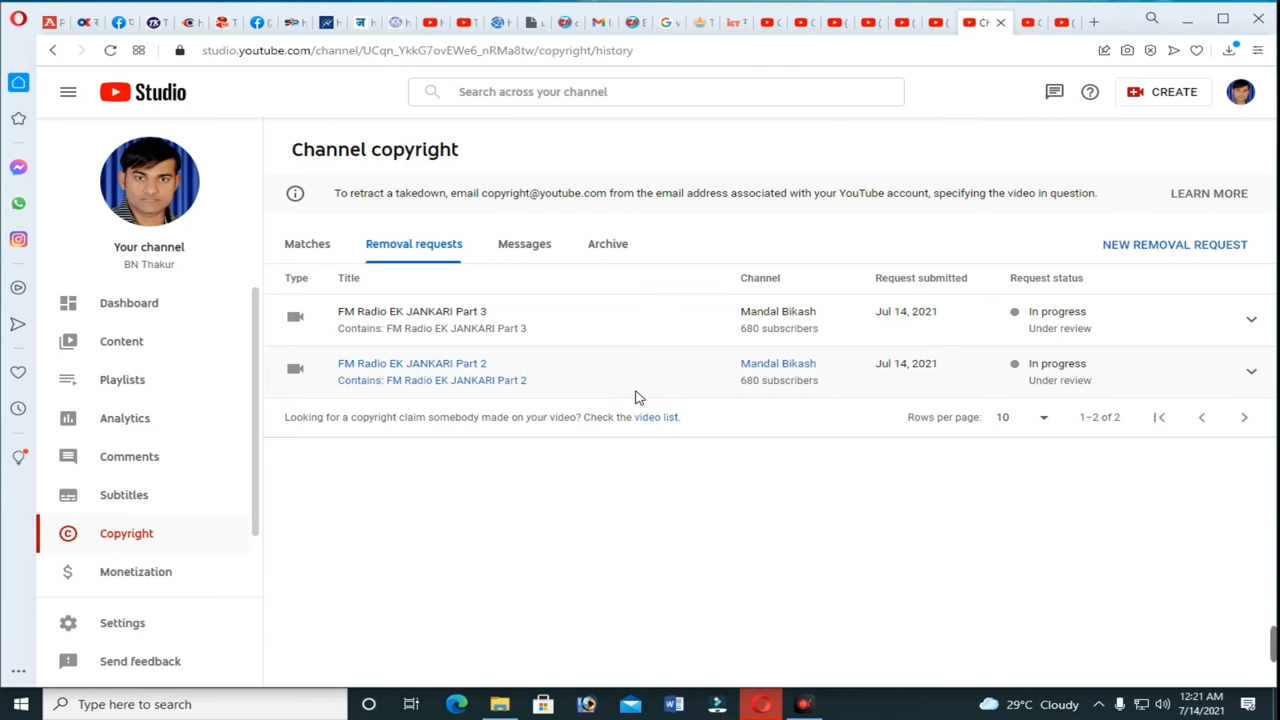 studio.youtube.com/channel/UCqn_YkkG7ovEWe6_nRMa8tw/copyright/history
Studio
Search across your channel
CREATE
Your channel
BN Thakur
Dashboard
Content
Playlists
Analytics
Comments
Subtitles
Copyright
Monetization
Settings
Send feedback
Channel copyright
To retract a takedown, email copyright@youtube.com from the email address associated with your YouTube account, specifying the video in question.
LEARN MORE
Matches
Removal requests
Messages
Archive
NEW REMOVAL REQUEST
Type
Title
Channel
Request submitted
Request status
FM Radio EK JANKARI Part 3
Contains: FM Radio EK JANKARI Part 3
Mandal Bikash
680 subscribers
Jul 14, 2021
In progress
Under review
FM Radio EK JANKARI Part 2
Contains: FM Radio EK JANKARI Part 2
Mandal Bikash
680 subscribers
Jul 14, 2021
In progress
Under review
Looking for a copyright claim somebody made on your video? Check the video list.
Rows per page: 10
1–2 of 2
Type here to search
29°C Cloudy
12:21 AM
7/14/2021